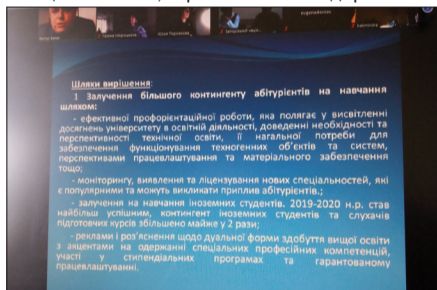 Шляхи вирішення:
1 Залучення більшого контингенту абітурієнтів на навчання
шляхом:
- ефективної профорієнтаційної роботи, яка полягає у висвітленні
досягнень університету в освітній діяльності, доведенні необхідності та
перспективності технічної освіти, її нагальної потреби для
забезпечення функціонування техногенних об'єктів та систем,
перспективами працевлаштування та матеріального забезпечення
тощо;
- моніторингу, виявлення та ліцензування нових спеціальностей, які
є популярними та можуть викликати приплив абітурієнтів.;
- залучення на навчання іноземних студентів. 2019-2020 н.р. став
найбільш успішним, контингент іноземних студентів та слухачів
підготовчих курсів збільшено майже у 2 рази;
- реклами і роз'яснення щодо дуальної форми здобуття вищої освіти
з акцентами на одержанні спеціальних професійних компетенцій,
участі у стипендіальних програмах та гарантованому
працевлаштуванні.